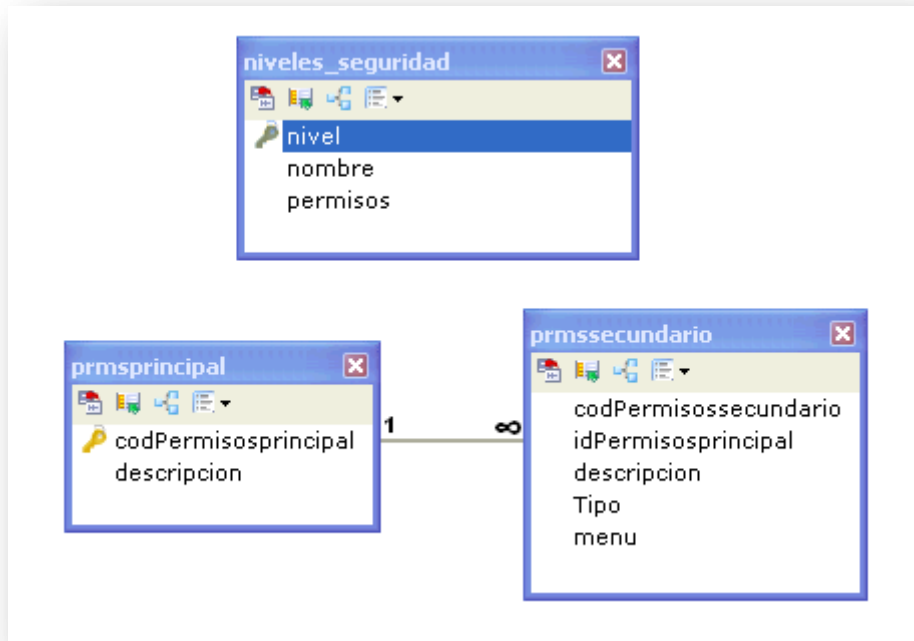 niveles_seguridad
nivel
nombre
permisos
prmsprincipal
codPermisosprincipal
descripcion
1
∞
prmssecundario
codPermisossecundario
idPermisosprincipal
descripcion
Tipo
menu